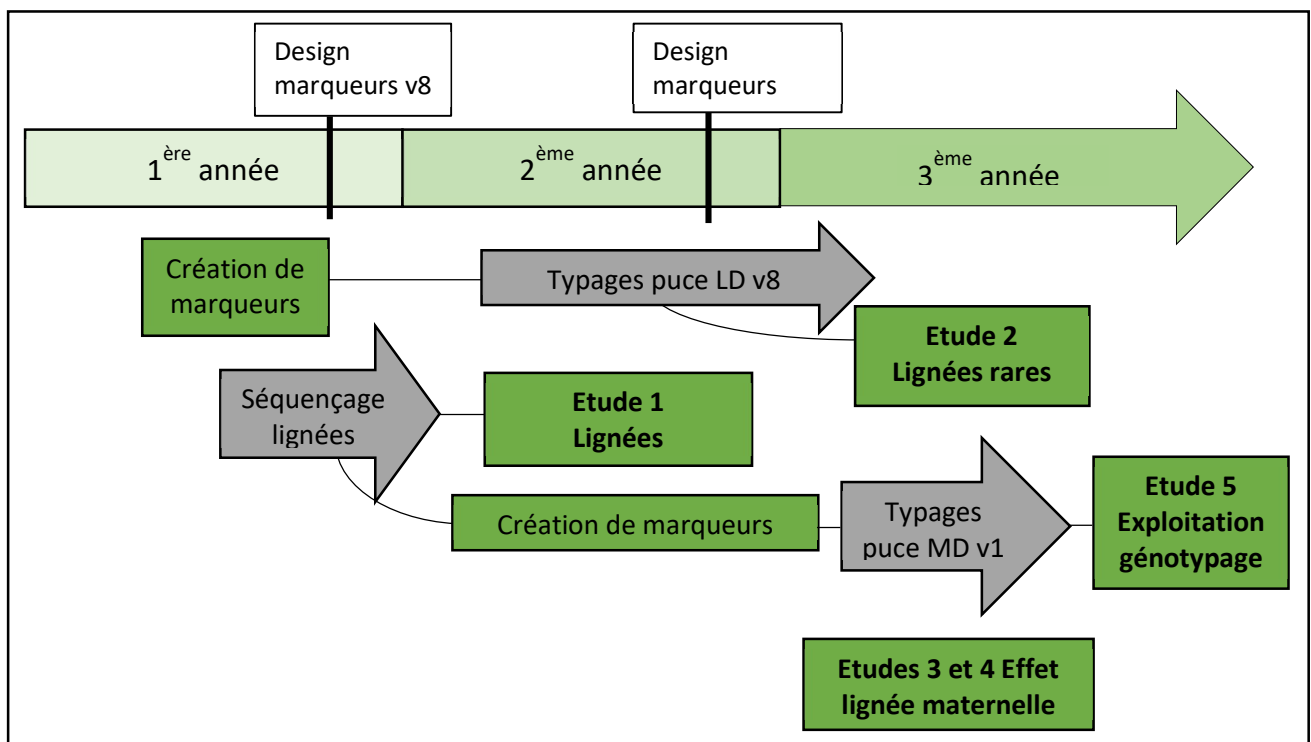 Design
marqueurs v8
Design
marqueurs
1ère année
2ème année
3ème année
Création de
marqueurs
Typages puce LD v8
Etude 2
Lignées rares
Séquençage
lignées
Etude 1
Lignées
Création de marqueurs
Typages
puce MD v1
Etude 5
Exploitation
génotypage
Etudes 3 et 4 Effet
lignée maternelle